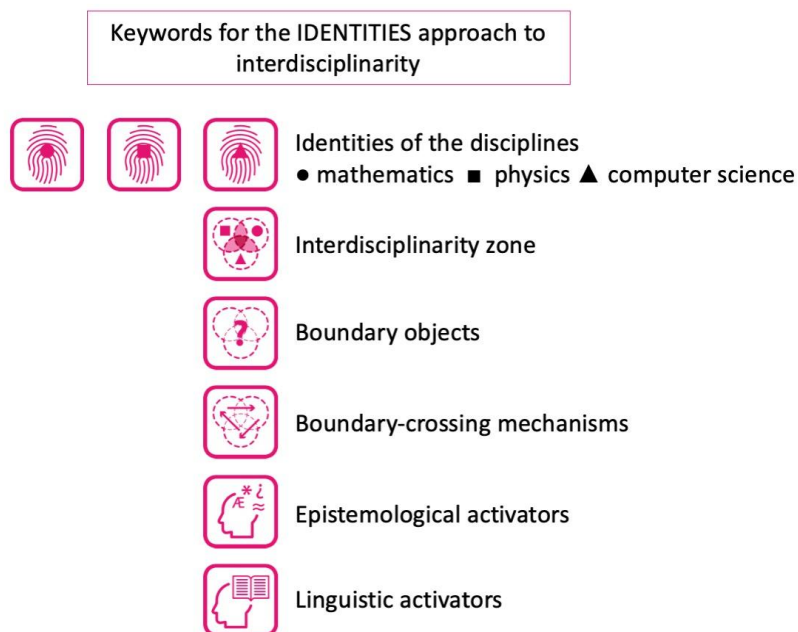 Keywords for the IDENTITIES approach to
interdisciplinarity
Identities of the disciplines
● mathematics ■ physics ▲ computer science
Interdisciplinarity zone
?
Boundary objects
Boundary-crossing mechanisms
Æ * ¿ ≈
Epistemological activators
Linguistic activators